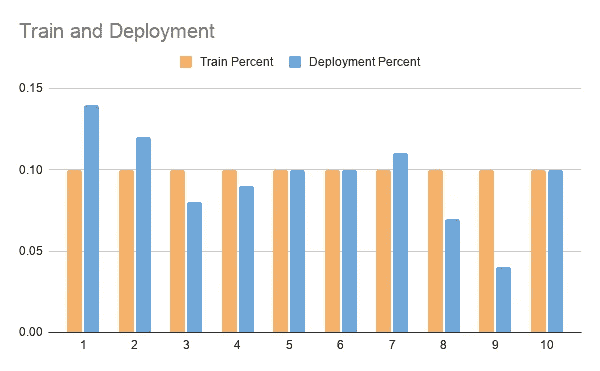 Train and Deployment
Train Percent Deployment Percent
0.15
0.10
0.05
0.00
1 2 3 4 5 6 7 8 9 10